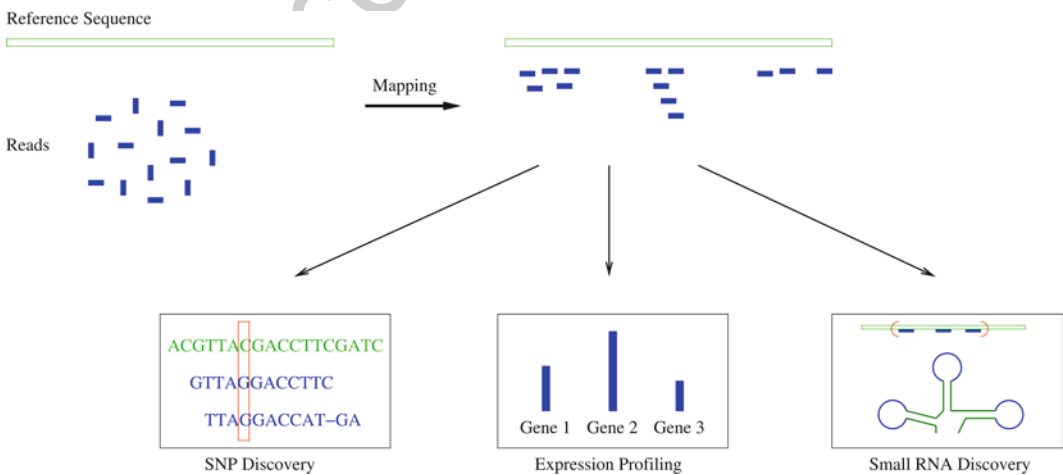 Reference Sequence
Mapping
Reads
ACGTTACGACCTTCGATC
GTTAGGACCTTC
TTAGGACCAT–GA
Gene 1 Gene 2 Gene 3
SNP Discovery
Expression Profiling
Small RNA Discovery